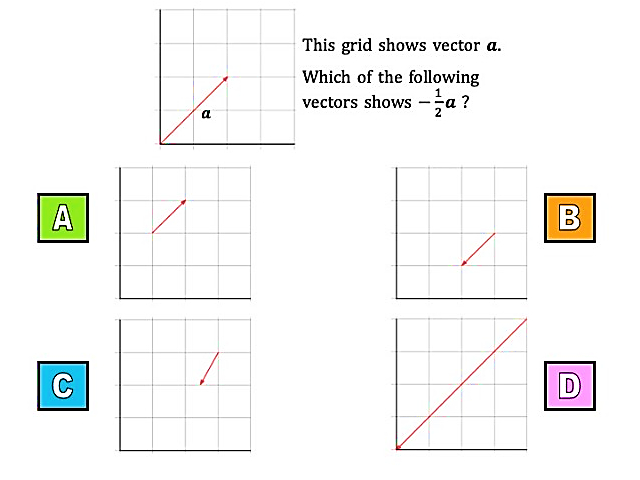 This grid shows vector a.
Which of the following
vectors shows −½a ?
a
A
B
C
D